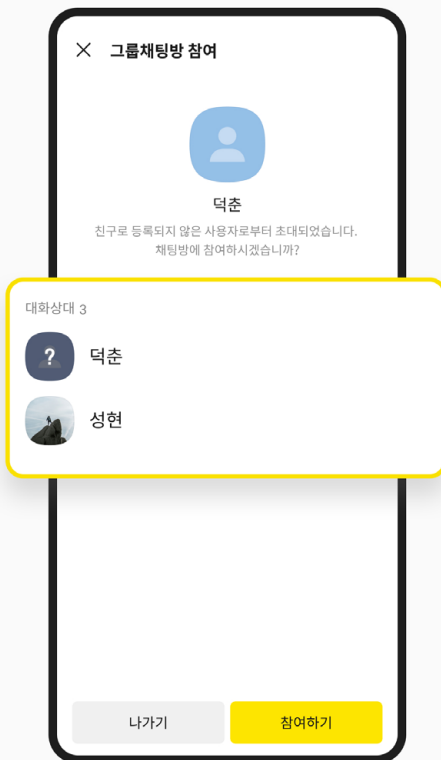 그룹채팅방 참여
덕춘
친구로 등록되지 않은 사용자로부터 초대되었습니다.
채팅방에 참여하시겠습니까?
대화상대 3
?
덕춘
성현
나가기
참여하기